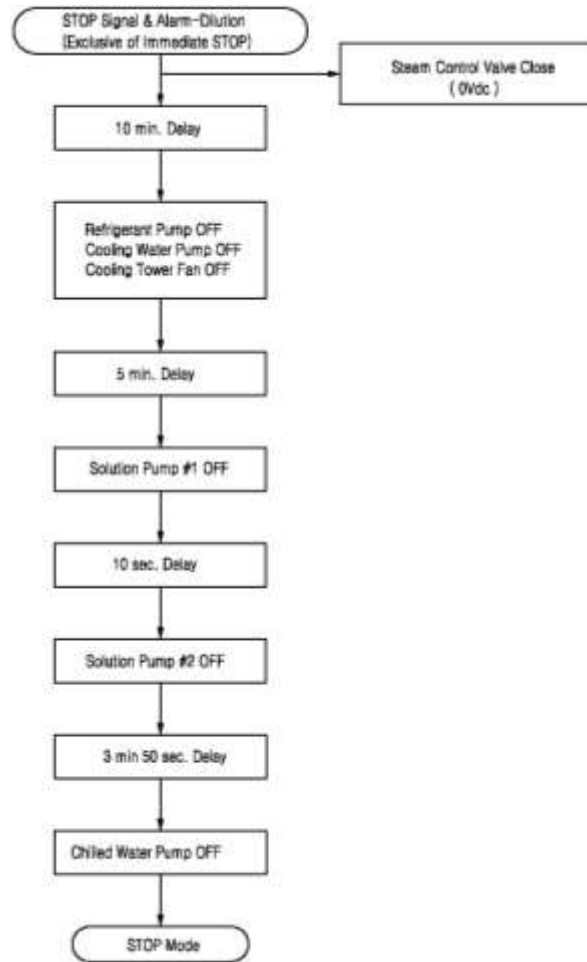 STOP Signal & Alarm-Dilution
(Exclusive of Immediate STOP)
Steam Control Valve Close
( 0Vdc )
10 min. Delay
Refrigerant Pump OFF
Cooling Water Pump OFF
Cooling Tower Fan OFF
5 min. Delay
Solution Pump #1 OFF
10 sec. Delay
Solution Pump #2 OFF
3 min 50 sec. Delay
Chilled Water Pump OFF
STOP Mode